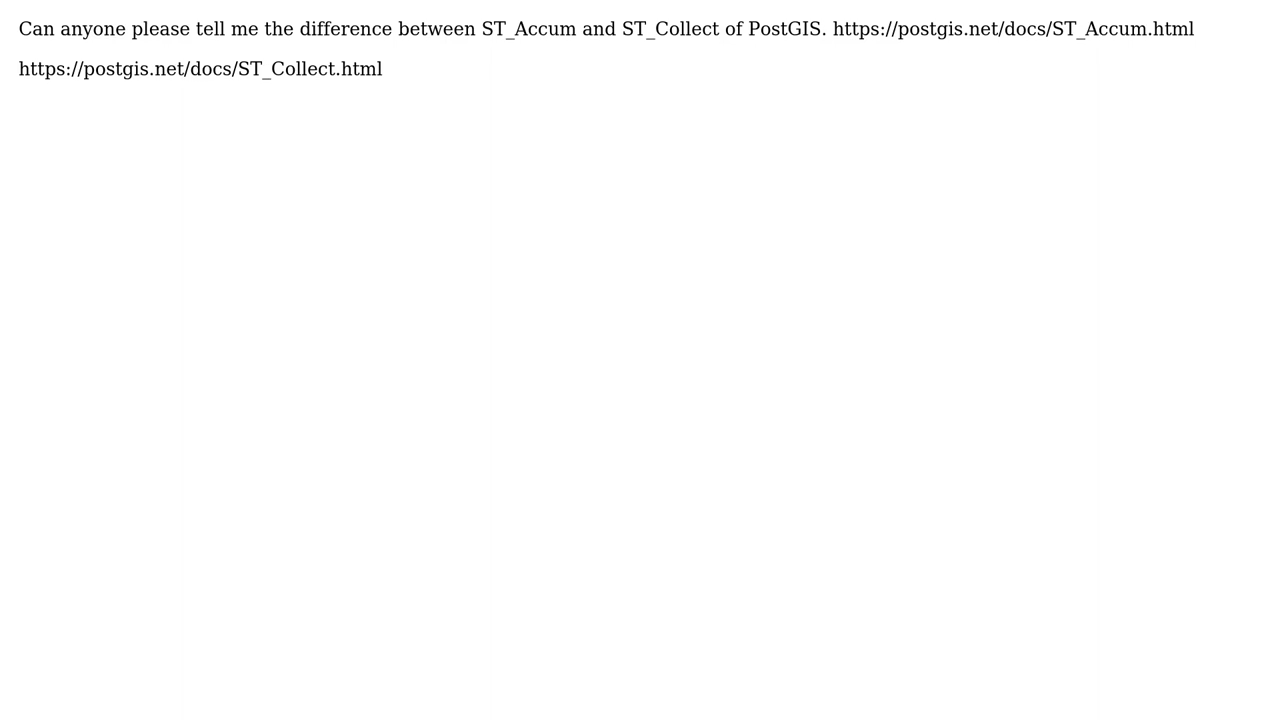 Can anyone please tell me the difference between ST_Accum and ST_Collect of PostGIS. https://postgis.net/docs/ST_Accum.html
https://postgis.net/docs/ST_Collect.html